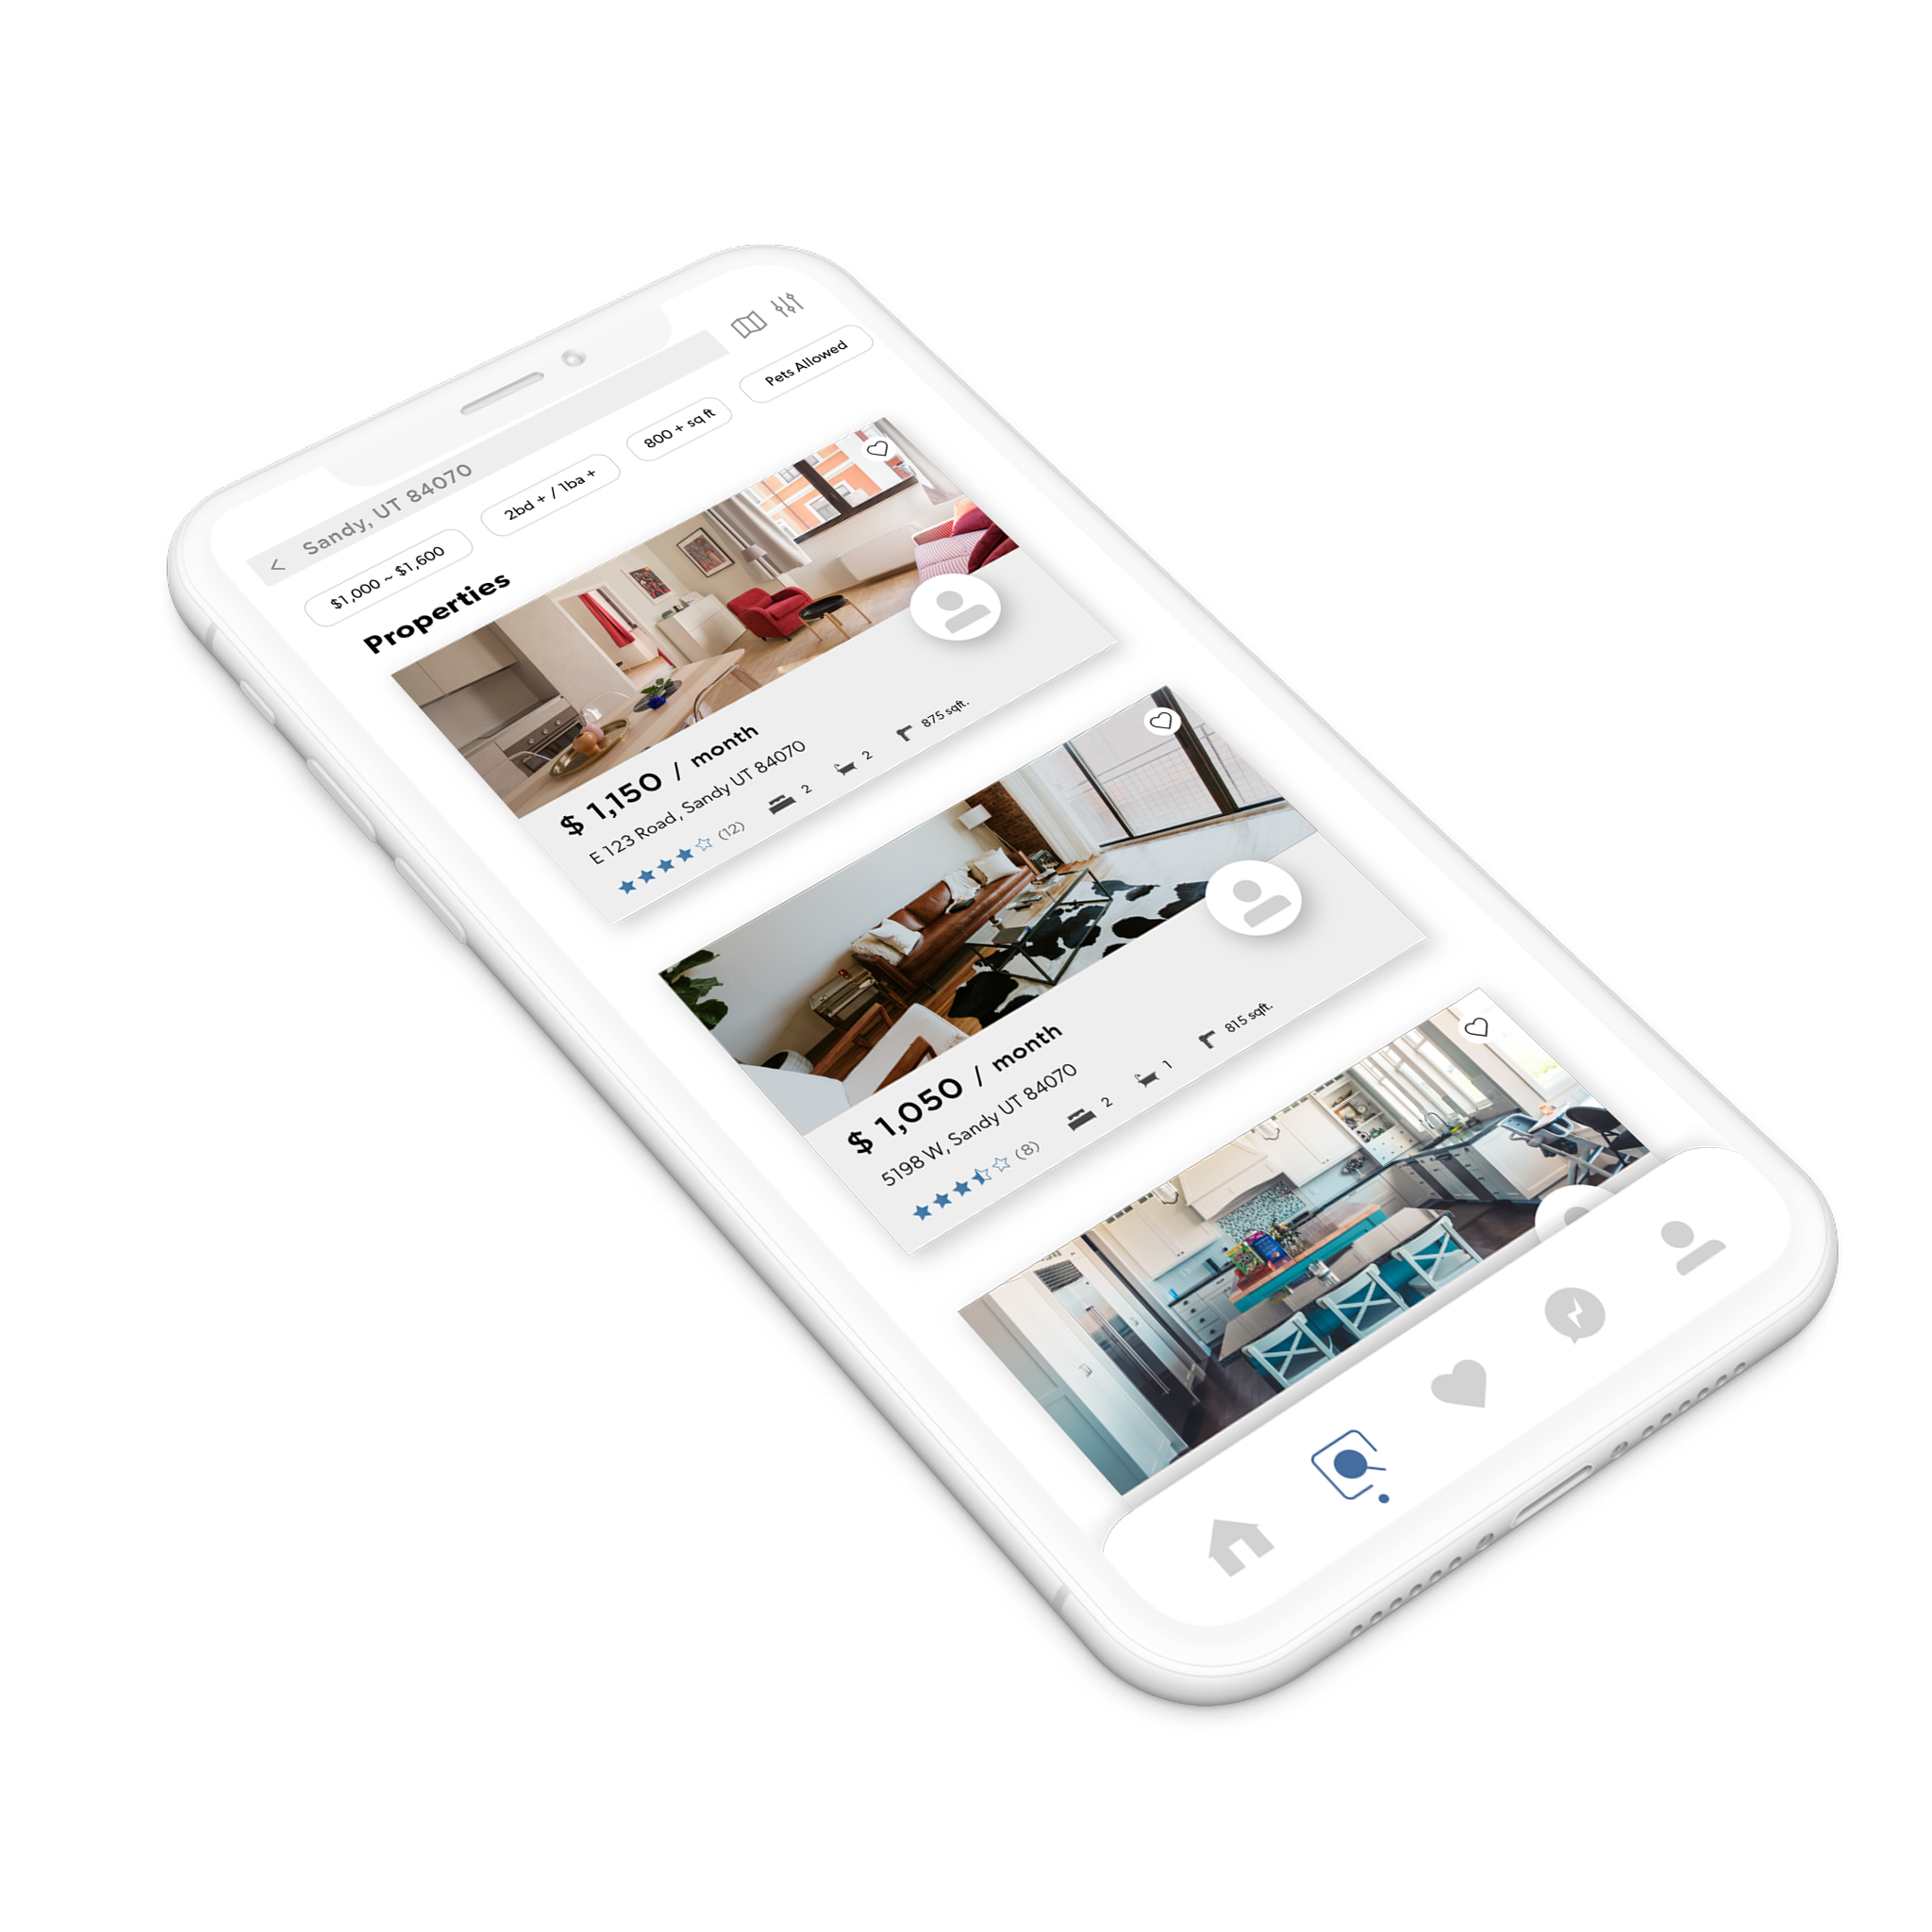 < Sandy, UT 84070
$1,000 ~ $1,600
2bd + / 1ba +
800 + sq ft
Pets Allowed
Properties
$ 1,150 / month
E 123 Road, Sandy UT 84070
(12)
2
2
875 sqft.
$ 1,050 / month
5198 W, Sandy UT 84070
(8)
2
1
815 sqft.